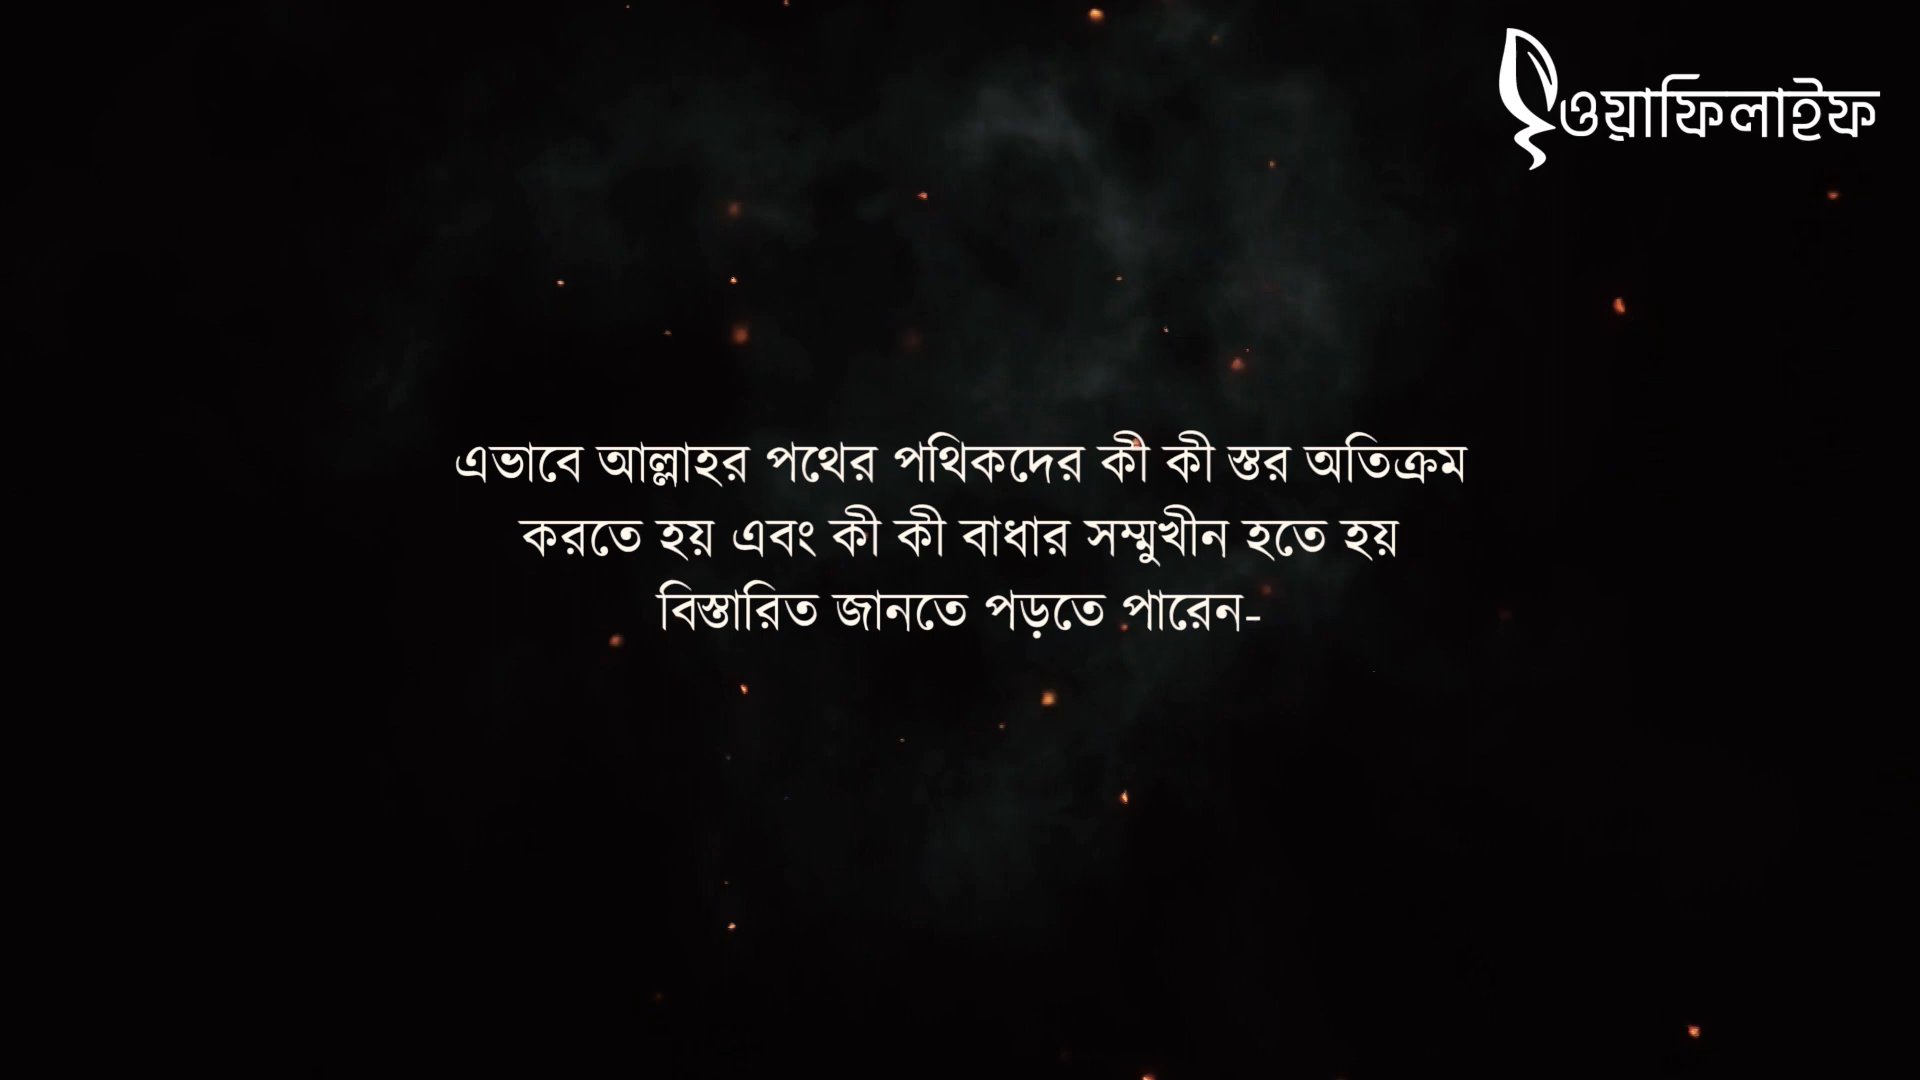 ওয়াফিলাইফ
এভাবে আল্লাহর পথের পথিকদের কী কী স্তর অতিক্রম
করতে হয় এবং কী কী বাধার সম্মুখীন হতে হয়
বিস্তারিত জানতে পড়তে পারেন-